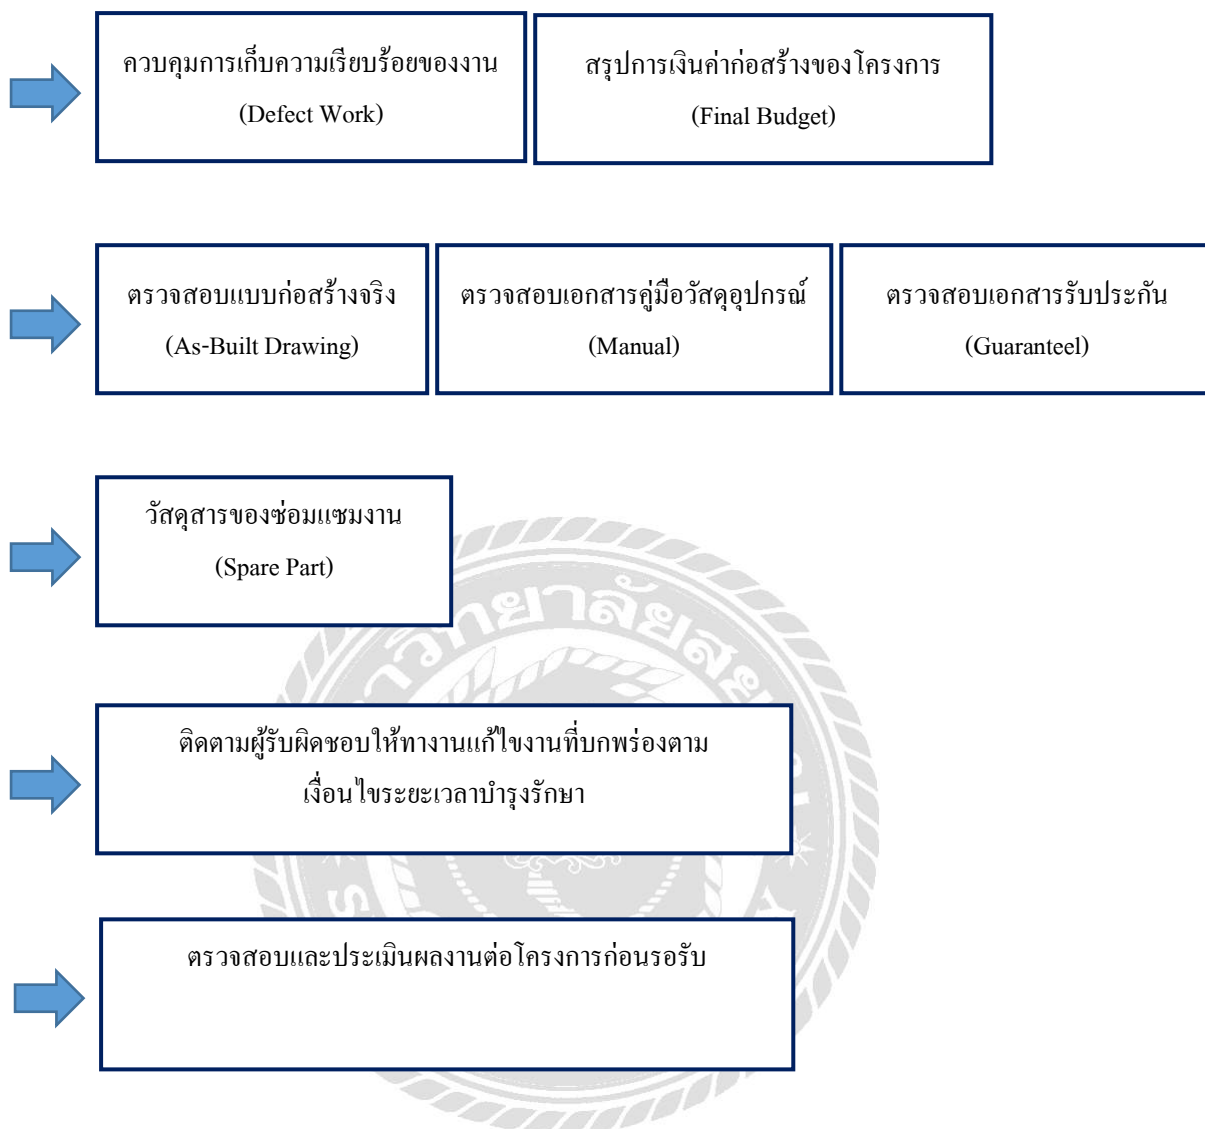 ควบคุมการเก็บความเรียบร้อยของงาน
(Defect Work)
สรุปการเงินค่าก่อสร้างของโครงการ
(Final Budget)
ตรวจสอบแบบก่อสร้างจริง
(As-Built Drawing)
ตรวจสอบเอกสารคู่มือวัสดุอุปกรณ์
(Manual)
ตรวจสอบเอกสารรับประกัน
(Guaranteel)
วัสดุสารของซ่อมแซมงาน
(Spare Part)
ติดตามผู้รับผิดชอบให้ทางานแก้ไขงานที่บกพร่องตาม
เงื่อนไขระยะเวลาบำรุงรักษา
ตรวจสอบและประเมินผลงานต่อโครงการก่อนรอรับ